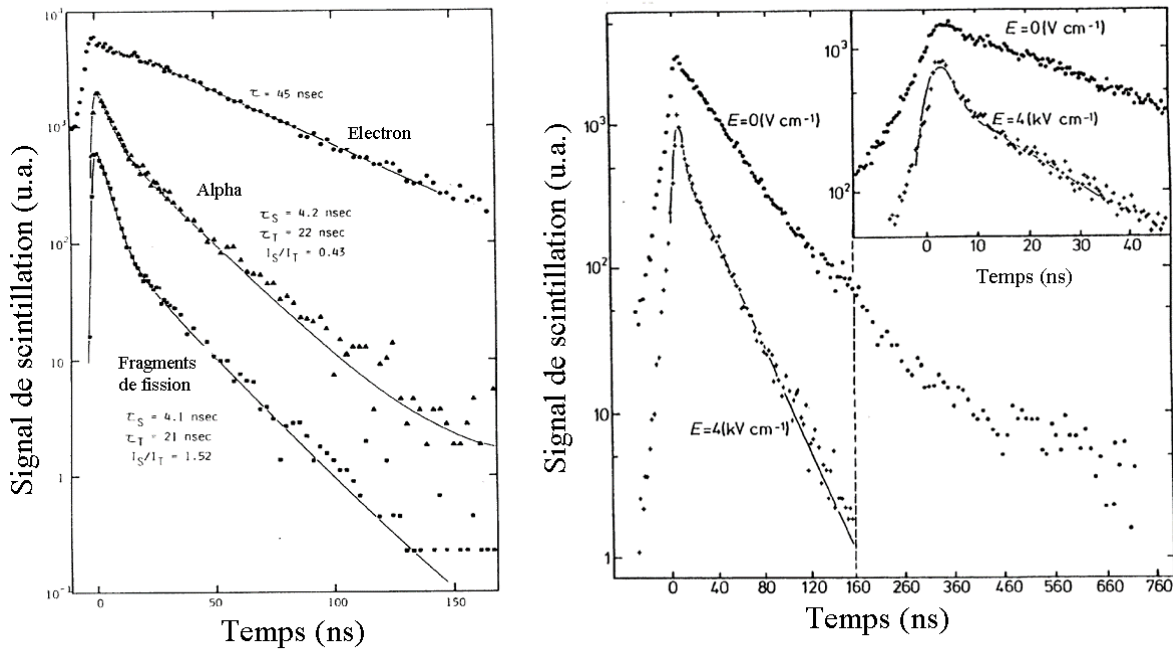 Signal de scintillation (u.a.)
10⁴
10³
10²
10
1
10⁻¹
τ = 45 nsec
Electron
Alpha
τS = 4.2 nsec
τT = 22 nsec
IS/IT = 0.43
Fragments
de fission
τS = 4.1 nsec
τT = 21 nsec
IS/IT = 1.52
0 50 100 150
Temps (ns)
Signal de scintillation (u.a.)
10³
10²
10
1
E=0(V cm⁻¹)
E=4(kV cm⁻¹)
0 40 80 120 160 260 360 460 560 660 760
Temps (ns)
10³
10²
E=0(V cm⁻¹)
E=4(kV cm⁻¹)
0 10 20 30 40
Temps (ns)